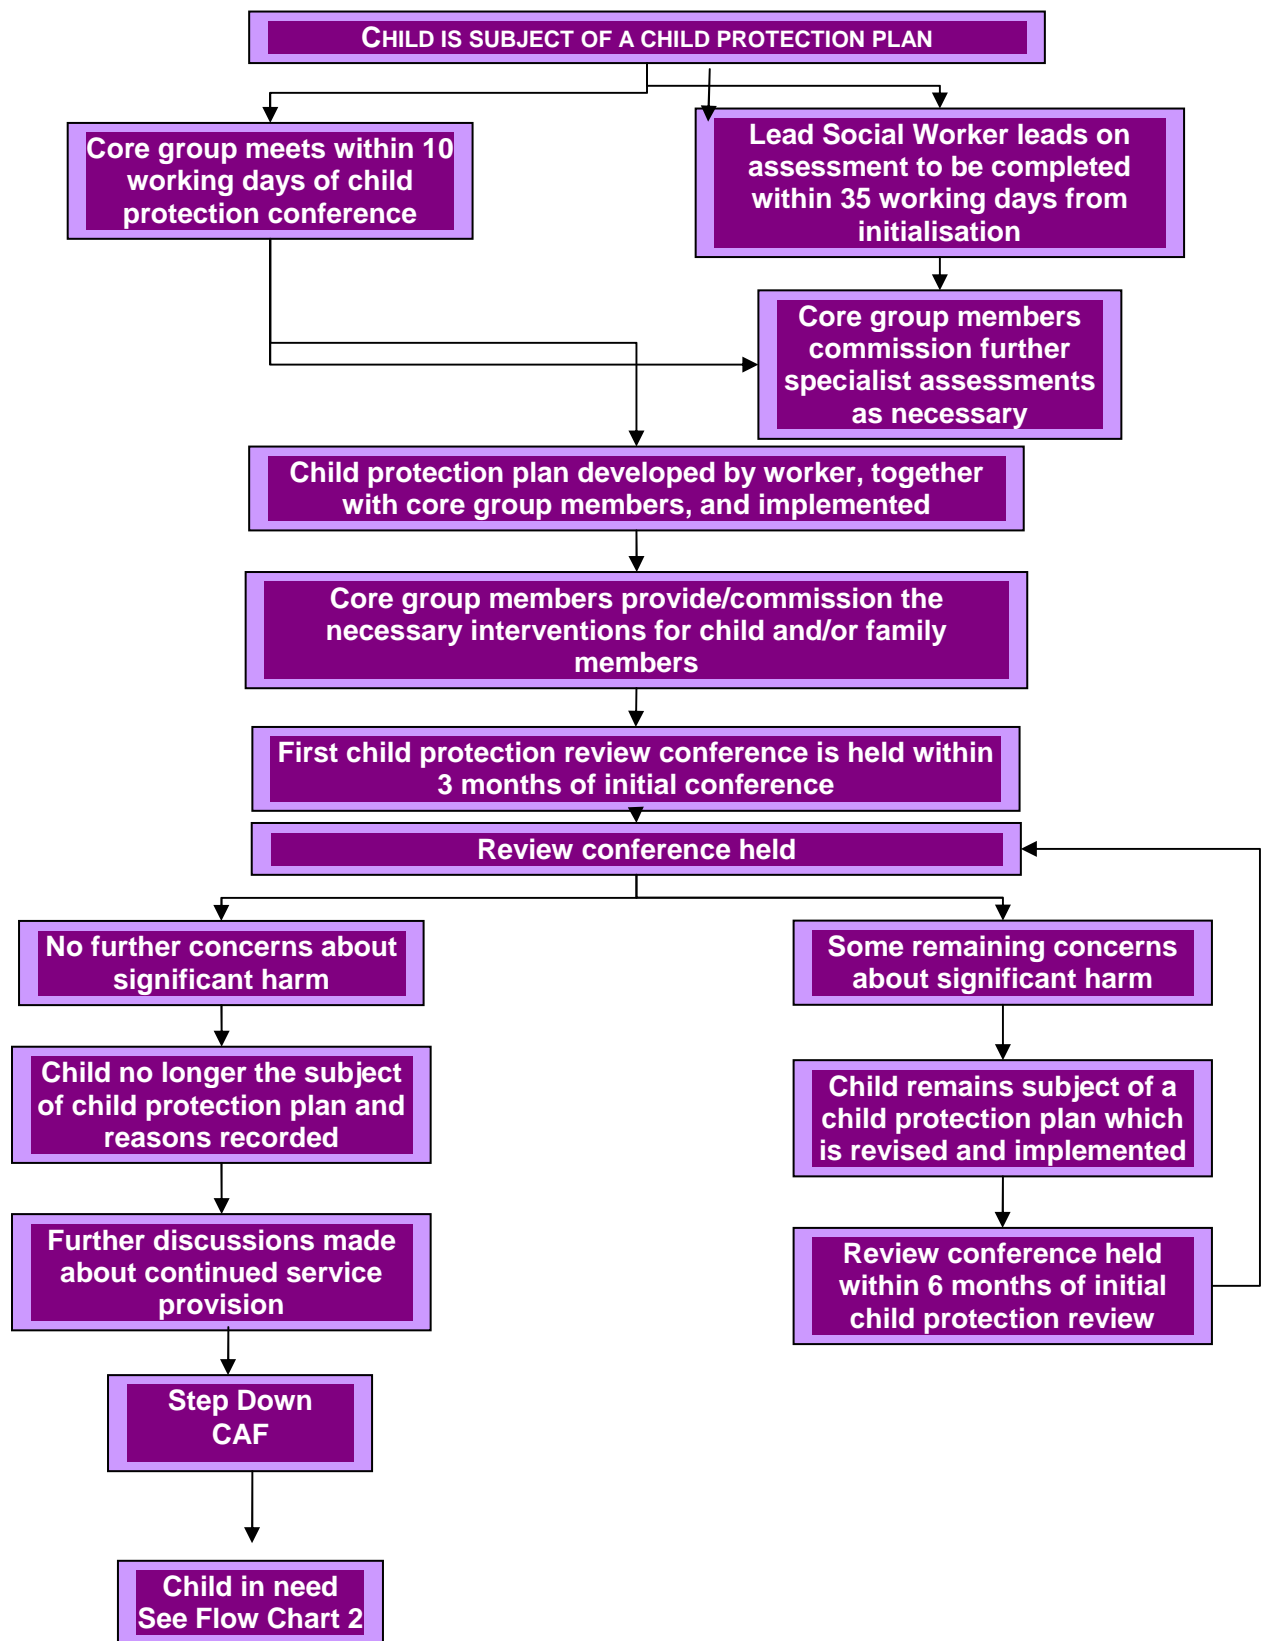 CHILD IS SUBJECT OF A CHILD PROTECTION PLAN
Core group meets within 10
working days of child
protection conference
Lead Social Worker leads on
assessment to be completed
within 35 working days from
initialisation
Core group members
commission further
specialist assessments
as necessary
Child protection plan developed by worker, together
with core group members, and implemented
Core group members provide/commission the
necessary interventions for child and/or family
members
First child protection review conference is held within
3 months of initial conference
Review conference held
No further concerns about
significant harm
Some remaining concerns
about significant harm
Child no longer the subject
of child protection plan and
reasons recorded
Child remains subject of a
child protection plan which
is revised and implemented
Further discussions made
about continued service
provision
Review conference held
within 6 months of initial
child protection review
Step Down
CAF
Child in need
See Flow Chart 2